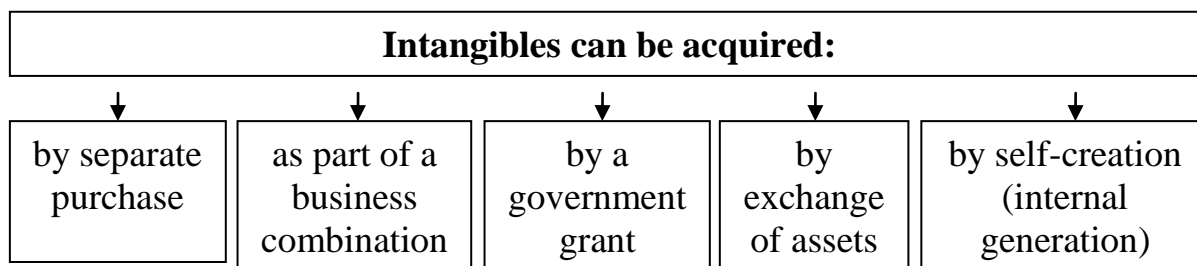 Intangibles can be acquired:
by separate
purchase
as part of a
business
combination
by a
government
grant
by
exchange
of assets
by self-creation
(internal
generation)